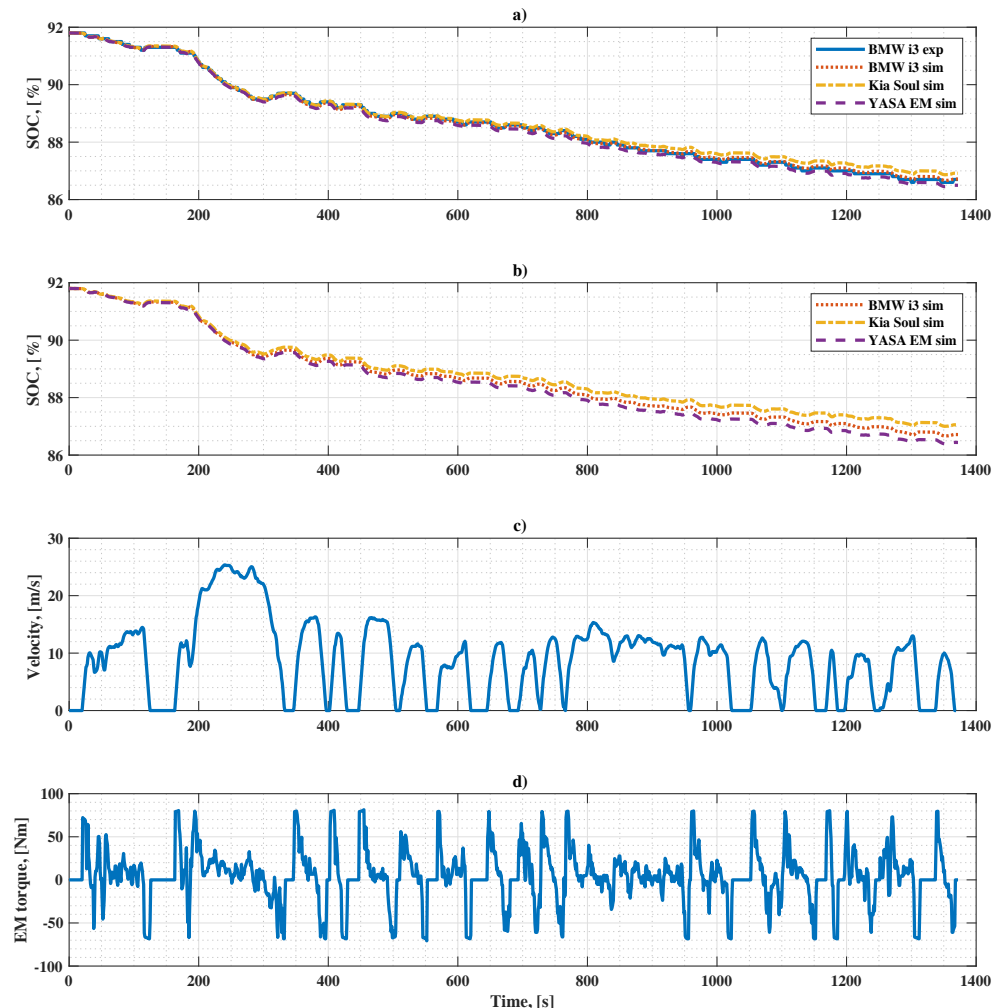 a)
SOC, [%]
92
90
88
86
BMW i3 exp
BMW i3 sim
Kia Soul sim
YASA EM sim
0 200 400 600 800 1000 1200 1400
b)
SOC, [%]
92
90
88
86
BMW i3 sim
Kia Soul sim
YASA EM sim
0 200 400 600 800 1000 1200 1400
c)
Velocity, [m/s]
30
20
10
0
0 200 400 600 800 1000 1200 1400
d)
EM torque, [Nm]
100
50
0
-50
-100
0 200 400 600 800 1000 1200 1400
Time, [s]